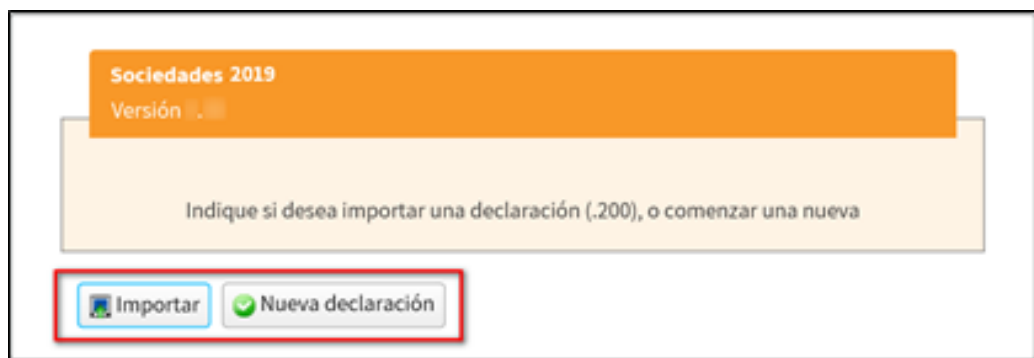 Sociedades 2019
Versión
Indique si desea importar una declaración (.200), o comenzar una nueva
Importar
Nueva declaración